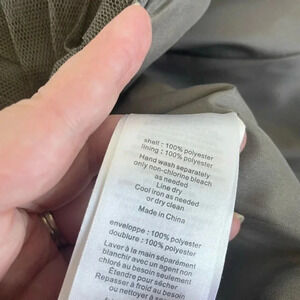 shell : 100% polyester
lining : 100% polyester
Hand wash separately
only non-chlorine bleach
as needed
Line dry
Cool iron as needed
or dry clean
Made in China
enveloppe : 100% polyester
doublure : 100% polyester
Laver à la main séparément
blanchir avec un agent non
chloré au besoin seulement
Étendre pour sécher
Repasser à froid au besoin
ou nettoyer à